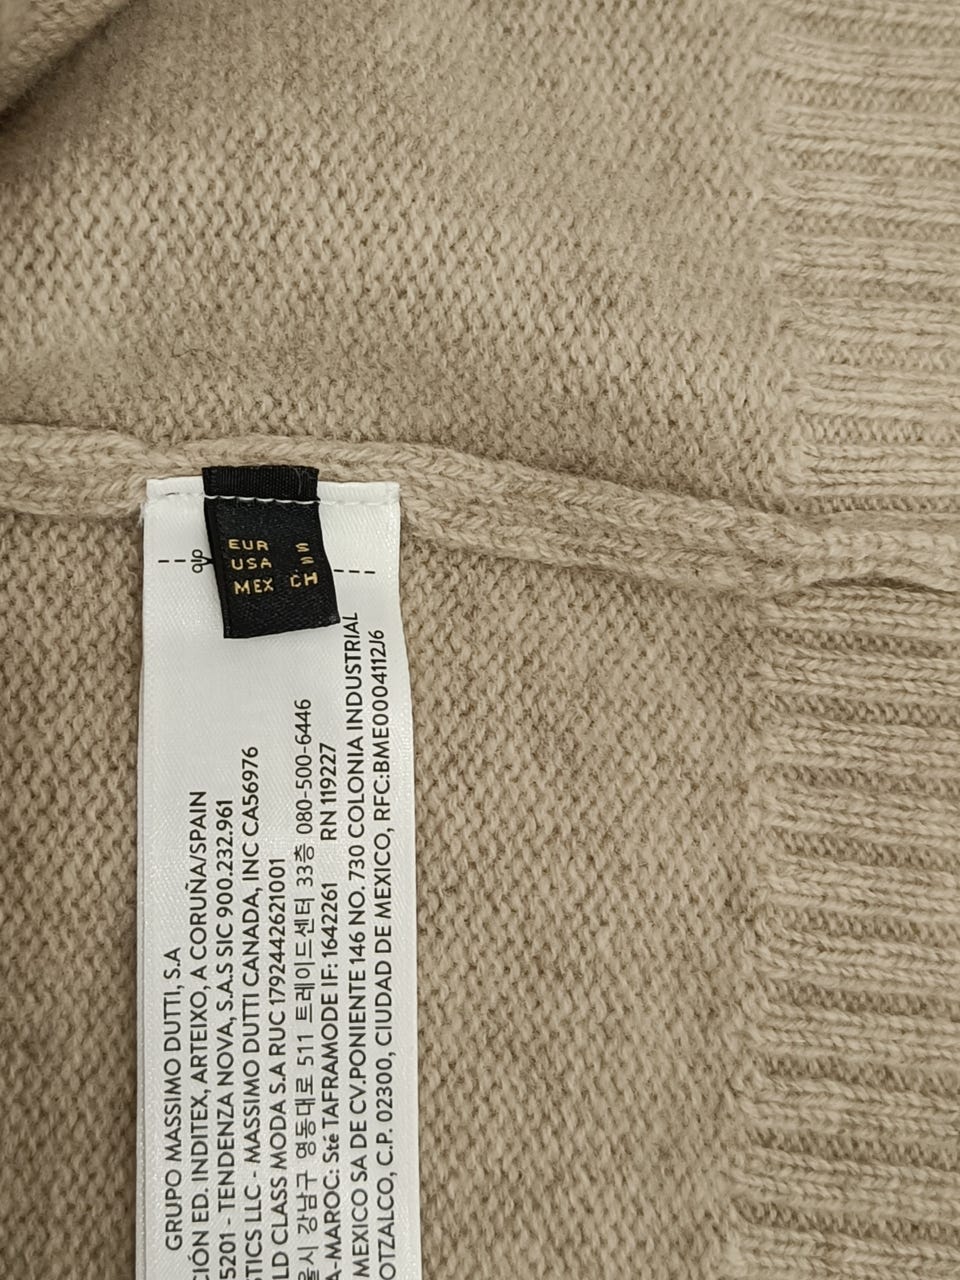 EUR S
USA S
MEX CH
GRUPO MASSIMO DUTTI, S.A
CIÓN ED. INDITEX, ARTEIXO, A CORUÑA/SPAIN
5201 - TENDENZA NOVA, S.A.S SIC 900.232.961
STICS LLC - MASSIMO DUTTI CANADA, INC CA56976
LD CLASS MODA S.A RUC 1792442621001
울시 강남구 영동대로 511 트레이드센터 33층 080-500-6446
A-MAROC: Sté TAFRAMODE IF: 1642261 RN 119227
MEXICO SA DE CV.PONIENTE 146 NO. 730 COLONIA INDUSTRIAL
OTZALCO, C.P. 02300, CIUDAD DE MEXICO, RFC:BME0004112J6